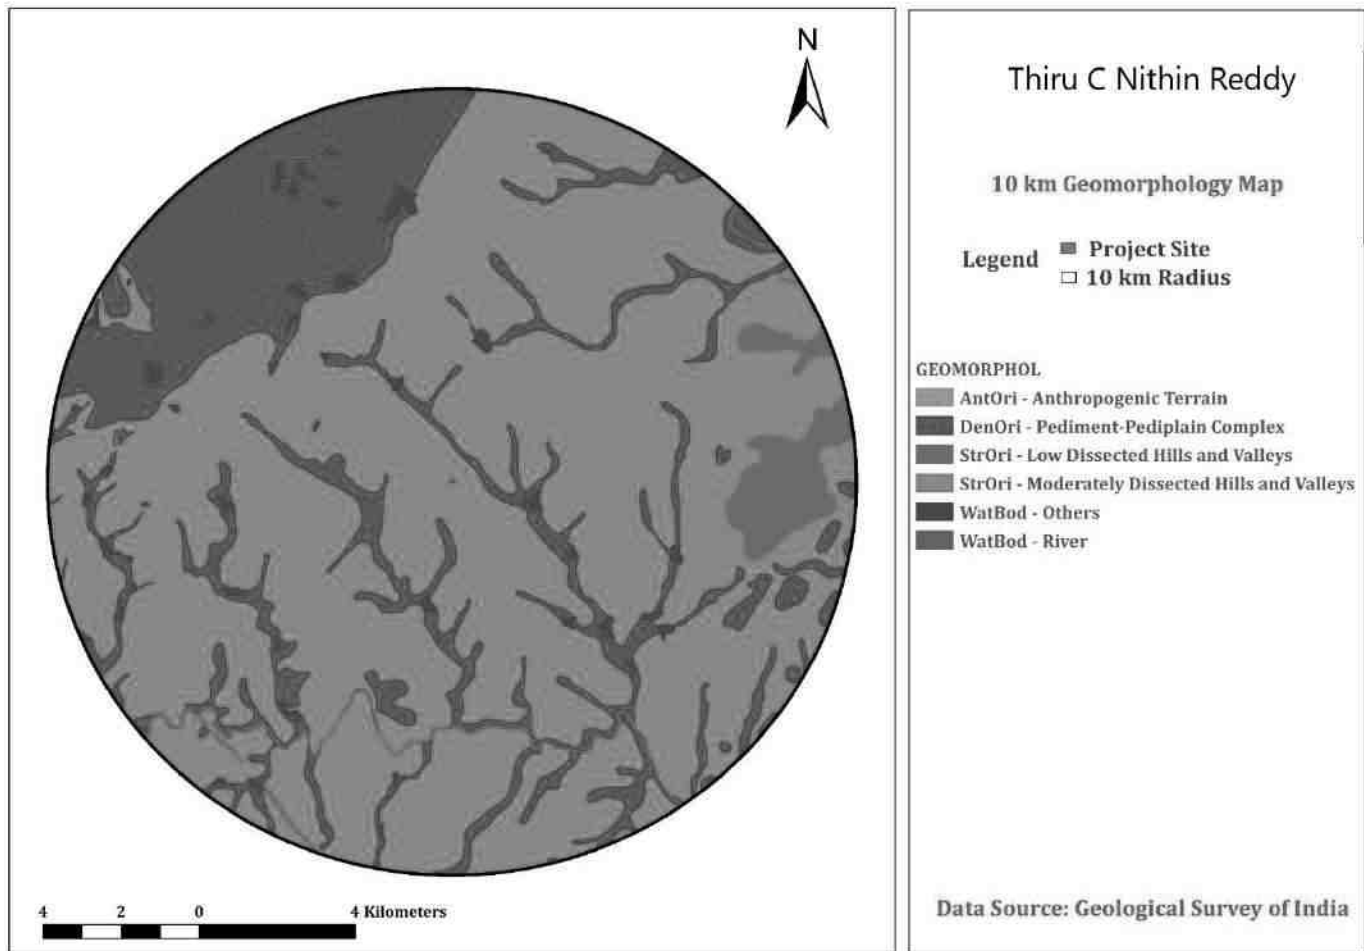 N
4 2 0 4 Kilometers
Thiru C Nithin Reddy
10 km Geomorphology Map
Legend
Project Site
10 km Radius
GEOMORPHOL
AntOri - Anthropogenic Terrain
DenOri - Pediment-Pediplain Complex
StrOri - Low Dissected Hills and Valleys
StrOri - Moderately Dissected Hills and Valleys
WatBod - Others
WatBod - River
Data Source: Geological Survey of India